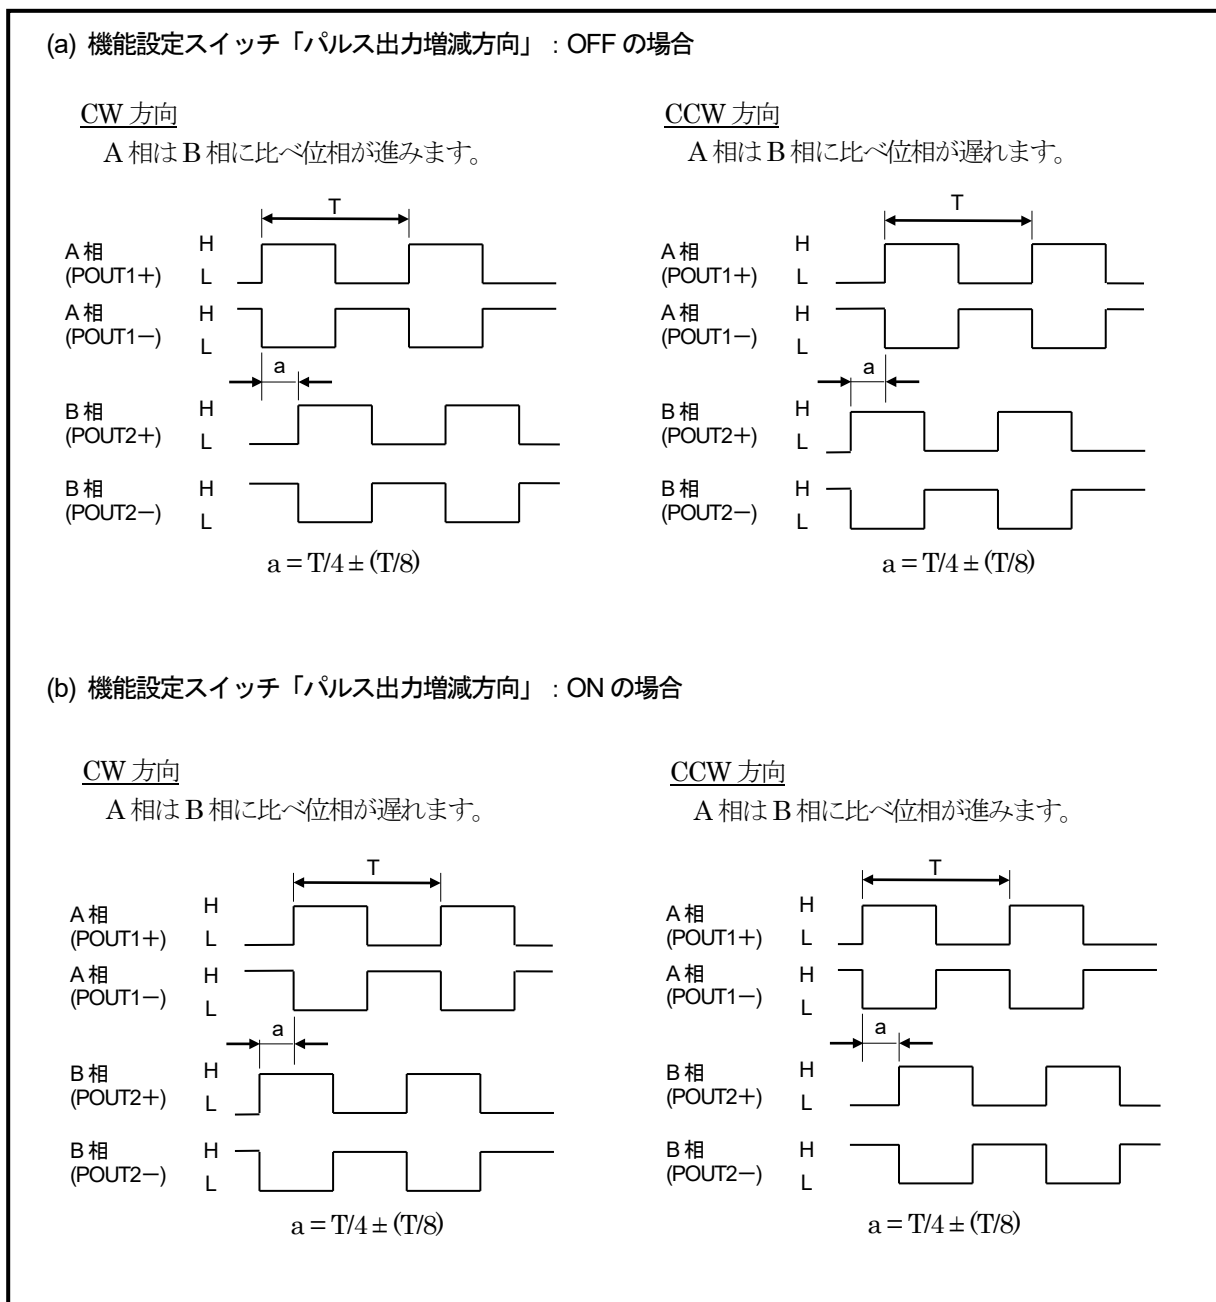 (a) 機能設定スイッチ「パルス出力増減方向」：OFF の場合
CW 方向
A 相は B 相に比べ位相が進みます。
T
A 相
(POUT1＋)
H
L
A 相
(POUT1－)
H
L
a
B 相
(POUT2＋)
H
L
B 相
(POUT2－)
H
L
a = T/4 ± (T/8)
CCW 方向
A 相は B 相に比べ位相が遅れます。
T
A 相
(POUT1＋)
H
L
A 相
(POUT1－)
H
L
a
B 相
(POUT2＋)
H
L
B 相
(POUT2－)
H
L
a = T/4 ± (T/8)
(b) 機能設定スイッチ「パルス出力増減方向」：ON の場合
CW 方向
A 相は B 相に比べ位相が遅れます。
T
A 相
(POUT1＋)
H
L
A 相
(POUT1－)
H
L
a
B 相
(POUT2＋)
H
L
B 相
(POUT2－)
H
L
a = T/4 ± (T/8)
CCW 方向
A 相は B 相に比べ位相が進みます。
T
A 相
(POUT1＋)
H
L
A 相
(POUT1－)
H
L
a
B 相
(POUT2＋)
H
L
B 相
(POUT2－)
H
L
a = T/4 ± (T/8)